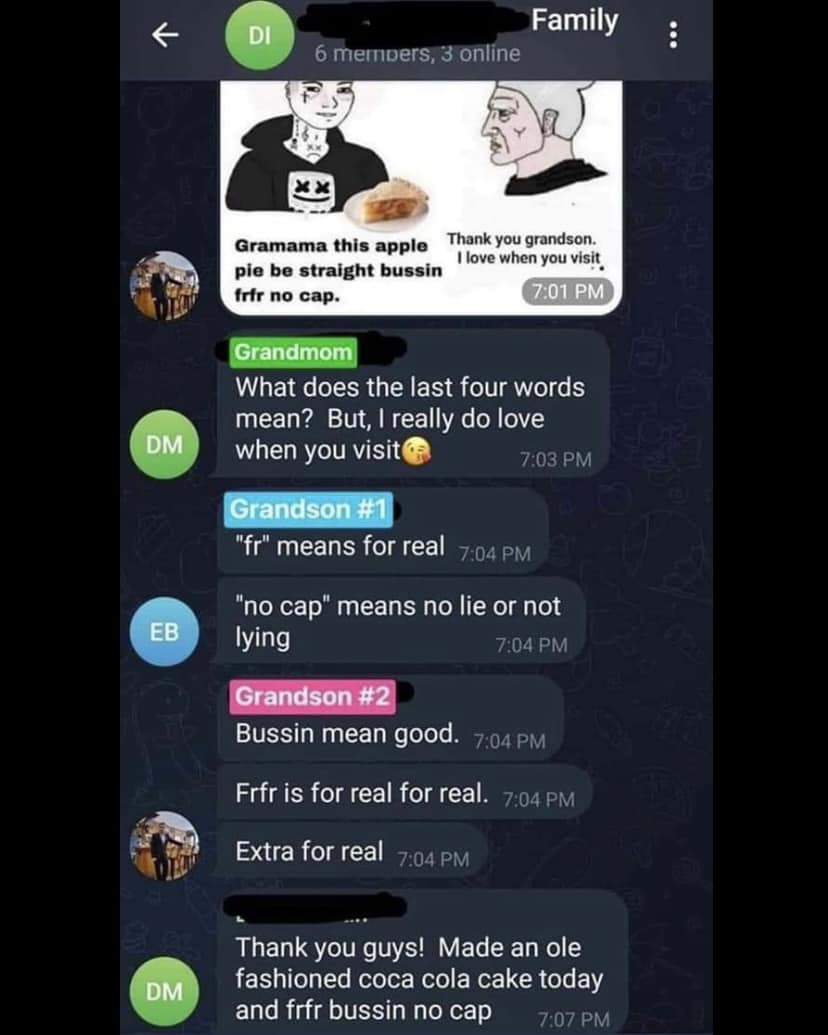 DI
Family
6 members, 3 online
Gramama this apple
pie be straight bussin
frfr no cap.
Thank you grandson.
I love when you visit
7:01 PM
Grandmom
What does the last four words
mean? But, I really do love
when you visit😘
7:03 PM
DM
Grandson #1
"fr" means for real 7:04 PM
"no cap" means no lie or not
lying 7:04 PM
EB
Grandson #2
Bussin mean good. 7:04 PM
Frfr is for real for real. 7:04 PM
Extra for real 7:04 PM
Thank you guys! Made an ole
fashioned coca cola cake today
and frfr bussin no cap 7:07 PM
DM